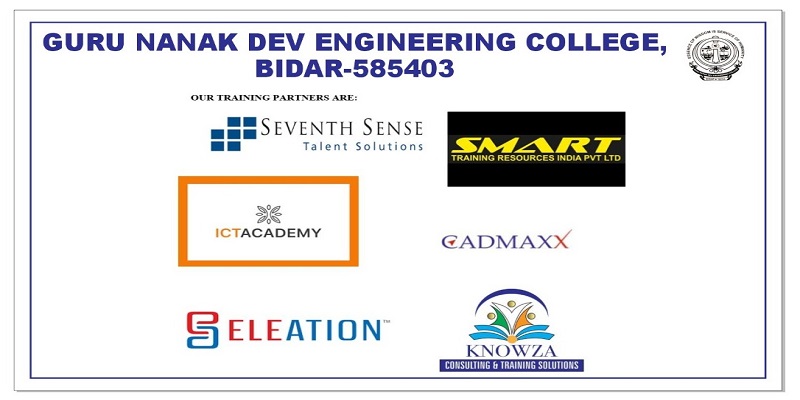 GURU NANAK DEV ENGINEERING COLLEGE,
BIDAR-585403
OUR TRAINING PARTNERS ARE:
SEVENTH SENSE
Talent Solutions
SMART
TRAINING RESOURCES INDIA PVT LTD
ICTACADEMY
CADMAXX
ELEATION™
KNOWZA
CONSULTING & TRAINING SOLUTIONS